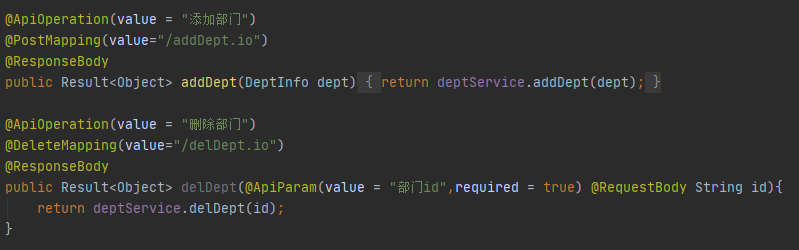 @ApiOperation(value = "添加部门")
@PostMapping(value="/addDept.io")
@ResponseBody
public Result<Object> addDept(DeptInfo dept) { return deptService.addDept(dept); }
@ApiOperation(value = "删除部门")
@DeleteMapping(value="/delDept.io")
@ResponseBody
public Result<Object> delDept(@ApiParam(value = "部门id",required = true) @RequestBody String id){
return deptService.delDept(id);
}